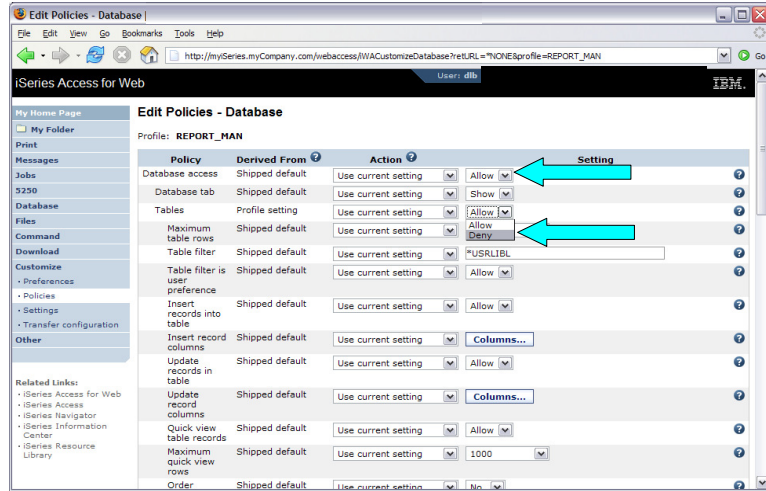 Edit Policies - Database |
File Edit View Go Bookmarks Tools Help
http://myiSeries.myCompany.com/webaccess/iWACustomizeDatabase?retURL=*NONE&profile=REPORT_MAN
Go
iSeries Access for Web
User: dlb
IBM.
My Home Page
My Folder
Print
Messages
Jobs
5250
Database
Files
Command
Download
Customize
• Preferences
• Policies
• Settings
• Transfer configuration
Other
Related Links:
• iSeries Access for Web
• iSeries Access
• iSeries Navigator
• iSeries Information
Center
• iSeries Resource
Library
Edit Policies - Database
Profile: REPORT_MAN
Policy Derived From ? Action ? Setting
Database access Shipped default Use current setting Allow ?
Database tab Shipped default Use current setting Show ?
Tables Profile setting Use current setting Allow ?
Allow
Deny
Maximum
table rows Shipped default Use current setting ?
Table filter Shipped default Use current setting *USRLIBL ?
Table filter is
user
preference Shipped default Use current setting Allow ?
Insert
records into
table Shipped default Use current setting Allow ?
Insert record
columns Shipped default Use current setting Columns... ?
Update
records in
table Shipped default Use current setting Allow ?
Update
record
columns Shipped default Use current setting Columns... ?
Quick view
table records Shipped default Use current setting Allow ?
Maximum
quick view
rows Shipped default Use current setting 1000 ?
Order Shipped default Use current setting No ?